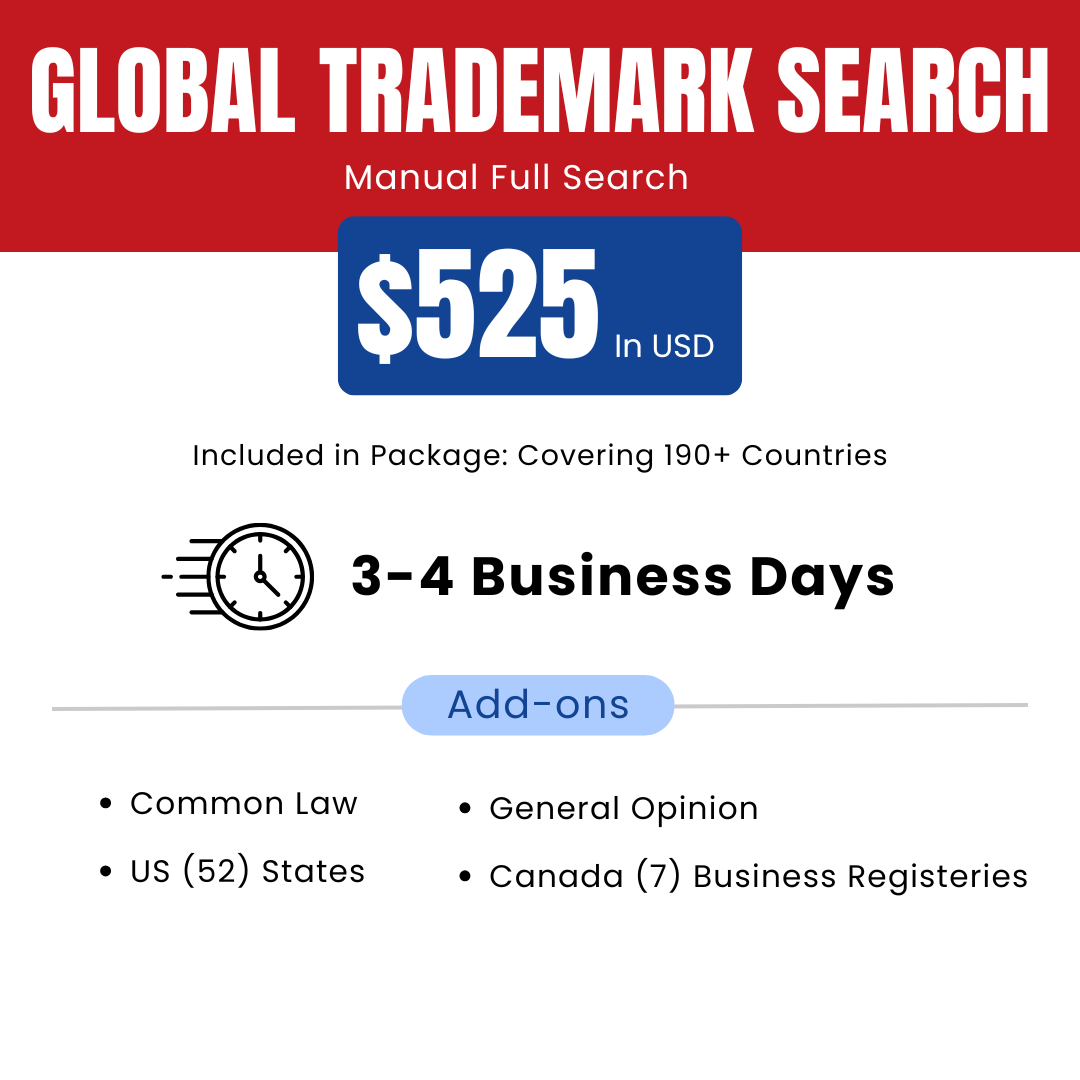 GLOBAL TRADEMARK SEARCH
Manual Full Search
$525 In USD
Included in Package: Covering 190+ Countries
3-4 Business Days
Add-ons
• Common Law
• US (52) States
• General Opinion
• Canada (7) Business Registeries